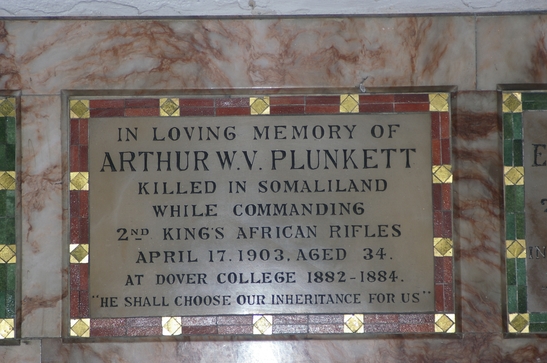 IN LOVING MEMORY OF
ARTHUR W.V. PLUNKETT
KILLED IN SOMALILAND
WHILE COMMANDING
2ND KING'S AFRICAN RIFLES
APRIL 17. 1903. AGED 34.
AT DOVER COLLEGE 1882-1884.
"HE SHALL CHOOSE OUR INHERITANCE FOR US"